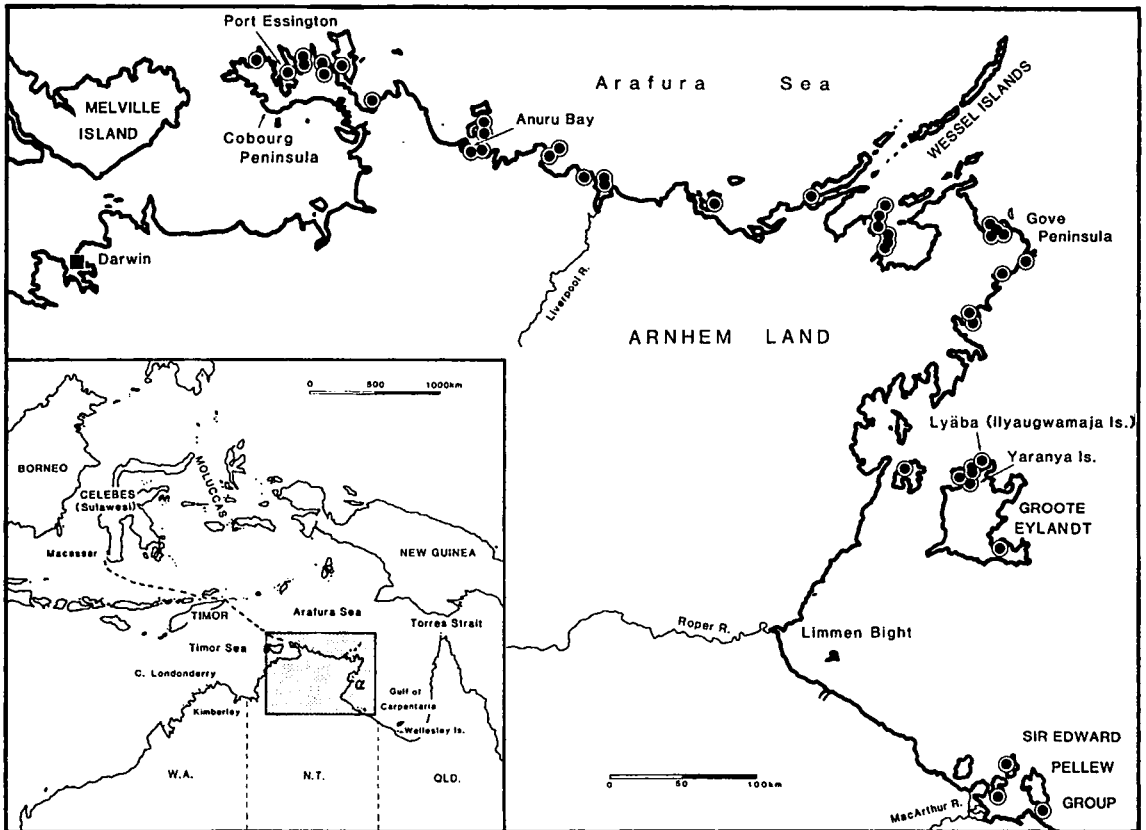 Port Essington
MELVILLE
ISLAND
Cobourg
Peninsula
Darwin
Arafura Sea
Anuru Bay
WESSEL ISLANDS
Gove
Peninsula
Liverpool R.
ARNHEM LAND
Lyäba (Ilyaugwamaja Is.)
Yaranya Is.
GROOTE
EYLANDT
Roper R.
Limmen Bight
SIR EDWARD
PELLEW
GROUP
MacArthur R.
0 50 100km
0 500 1000km
BORNEO
CELEBES
(Sulawesi)
MOLUCCAS
Macassar
NEW GUINEA
TIMOR
Arafura Sea
Torres Strait
Timor Sea
C. Londonderry
Kimberley
Gulf of
Carpentaria
Wellesley Is.
W.A.
N.T.
QLD.